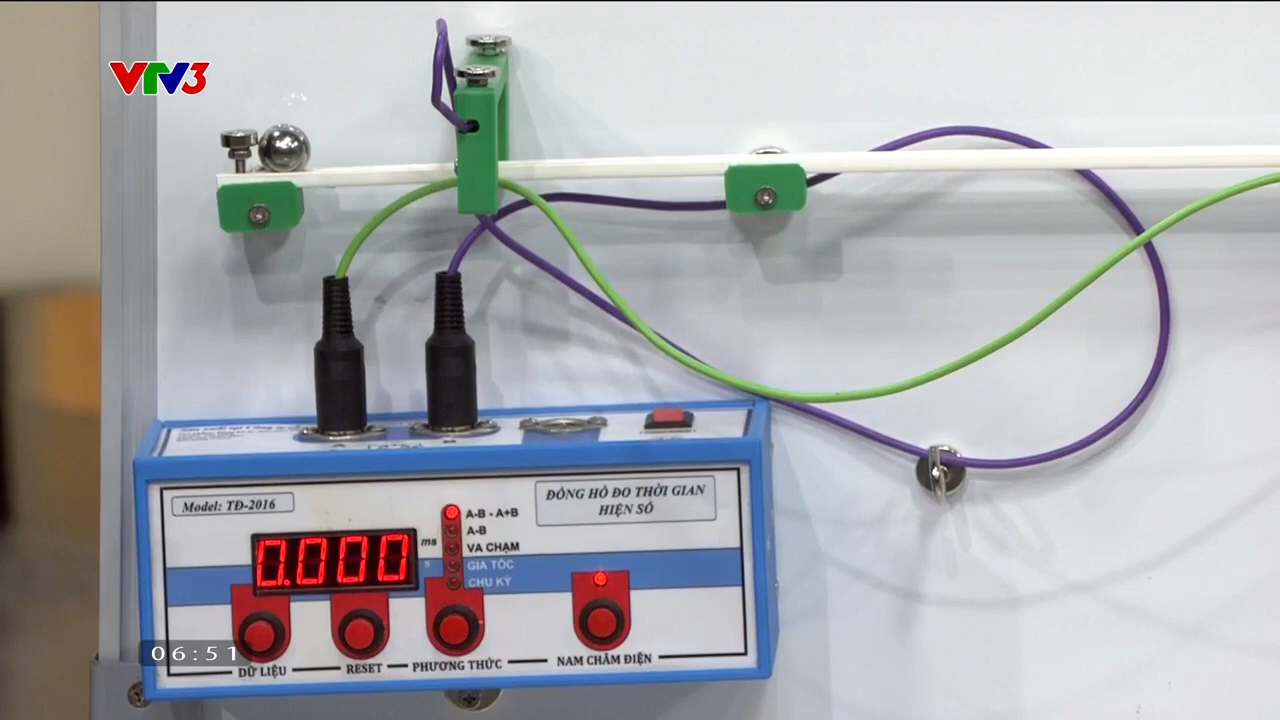 VTV3
A
B
Model: TĐ-2016
ĐỒNG HỒ ĐO THỜI GIAN
HIỆN SỐ
0.000
ms
s
A-B - A+B
A-B
VA CHẠM
GIA TỐC
CHU KỲ
06:51
DỮ LIỆU
RESET
PHƯƠNG THỨC
NAM CHÂM ĐIỆN